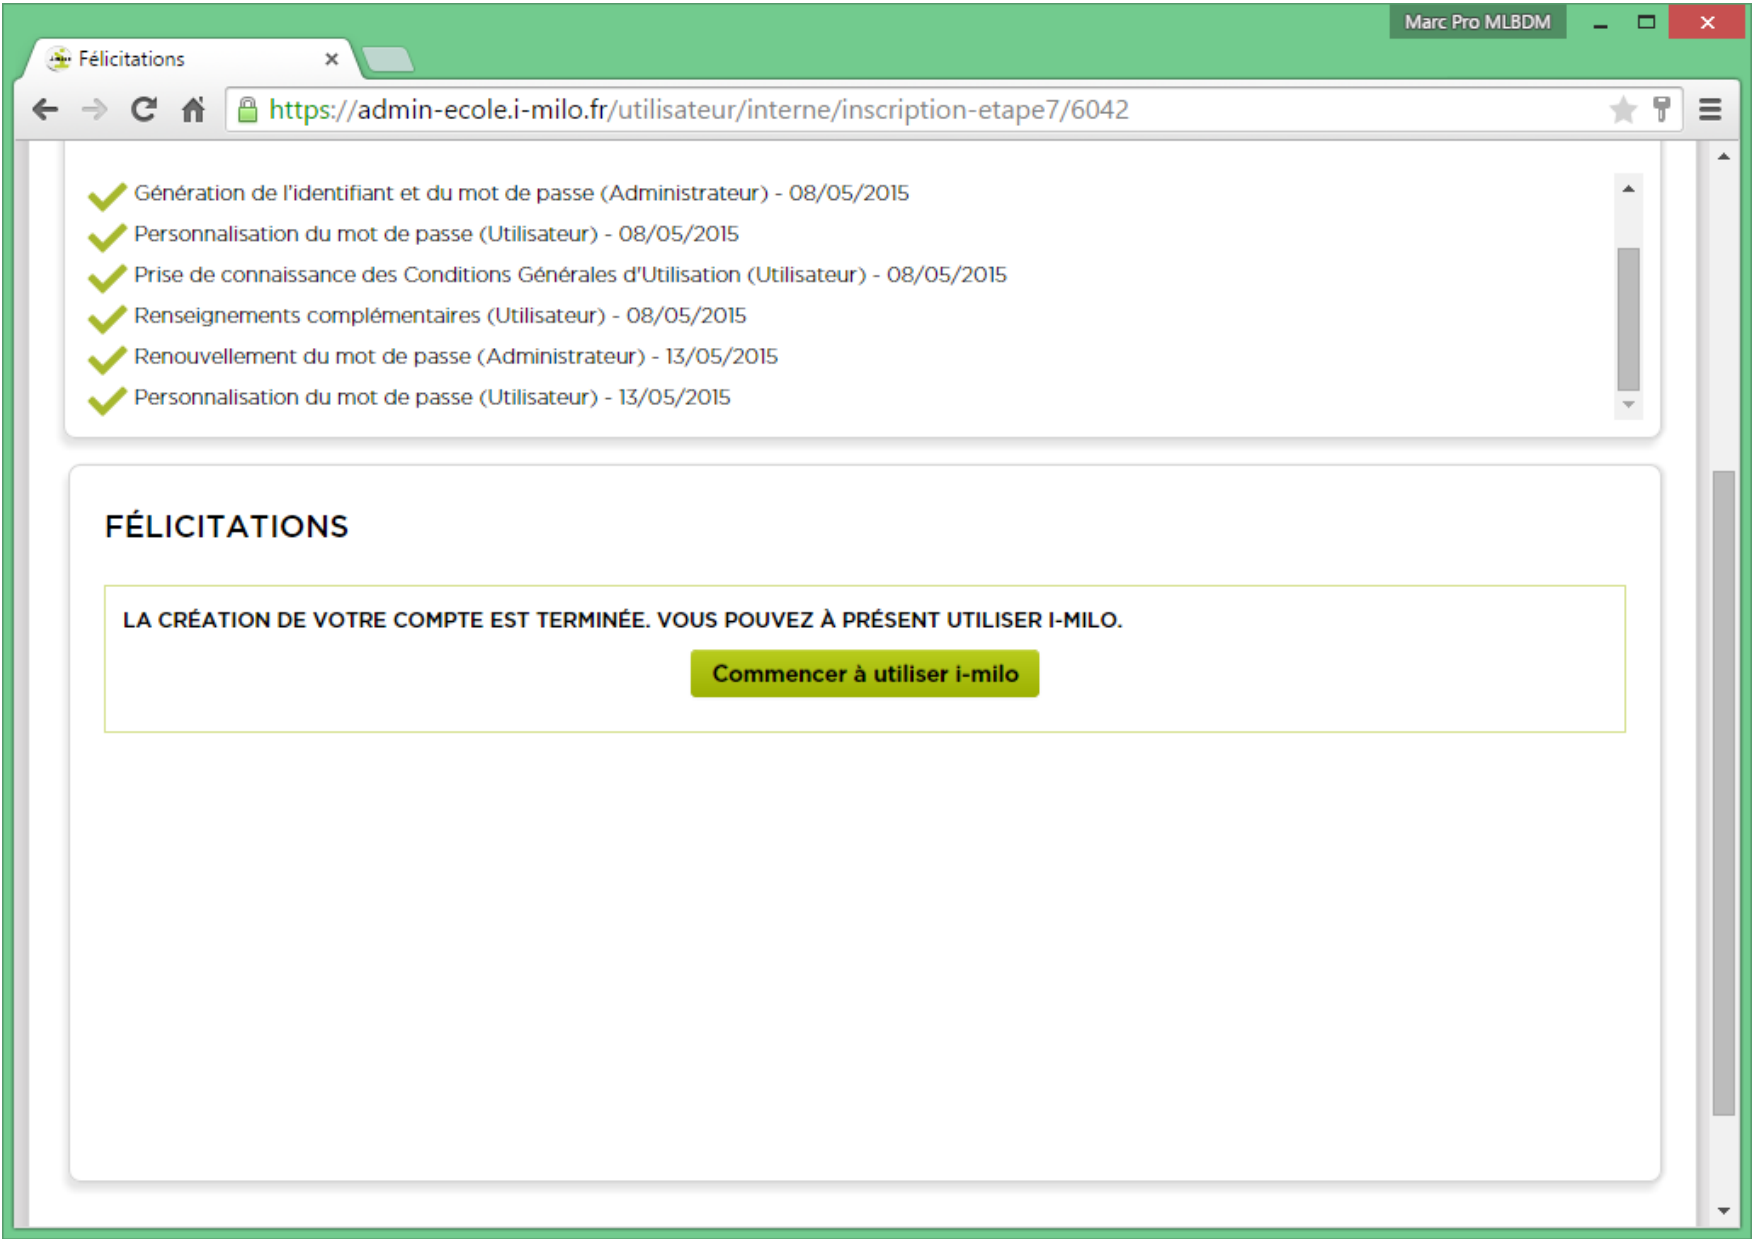 Marc Pro MLBDM
Félicitations
https://admin-ecole.i-milo.fr/utilisateur/interne/inscription-etape7/6042
Génération de l'identifiant et du mot de passe (Administrateur) - 08/05/2015
Personnalisation du mot de passe (Utilisateur) - 08/05/2015
Prise de connaissance des Conditions Générales d'Utilisation (Utilisateur) - 08/05/2015
Renseignements complémentaires (Utilisateur) - 08/05/2015
Renouvellement du mot de passe (Administrateur) - 13/05/2015
Personnalisation du mot de passe (Utilisateur) - 13/05/2015
FÉLICITATIONS
LA CRÉATION DE VOTRE COMPTE EST TERMINÉE. VOUS POUVEZ À PRÉSENT UTILISER I-MILO.
Commencer à utiliser i-milo